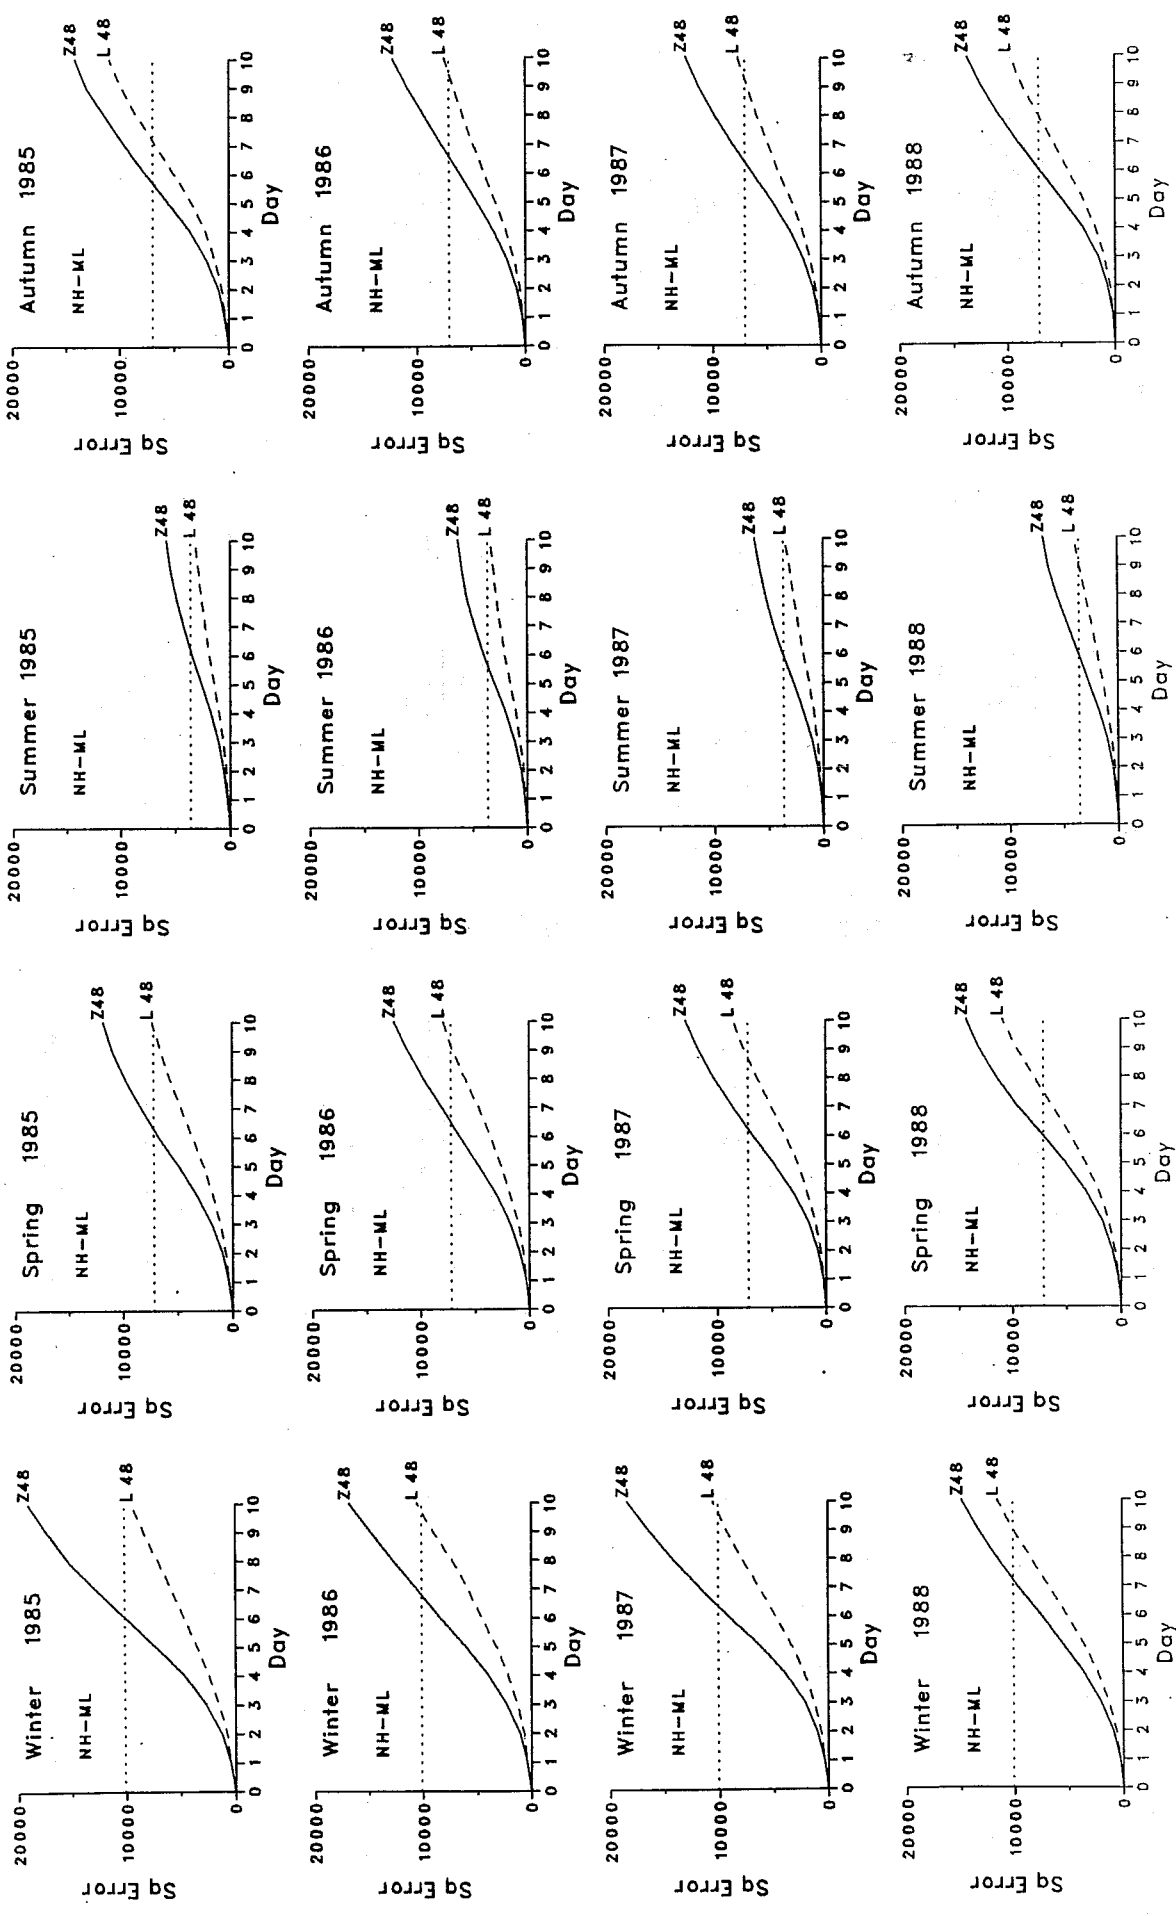 Winter 1985
NH-ML
Z48
L 48
20000
10000
0
Sq Error
0 1 2 3 4 5 6 7 8 9 10
Day
Spring 1985
NH-ML
Z48
L 48
20000
10000
0
Sq Error
0 1 2 3 4 5 6 7 8 9 10
Day
Summer 1985
NH-ML
Z48
L 48
20000
10000
0
Sq Error
0 1 2 3 4 5 6 7 8 9 10
Day
Autumn 1985
NH-ML
Z48
L 48
20000
10000
0
Sq Error
0 1 2 3 4 5 6 7 8 9 10
Day
Winter 1986
NH-ML
Z48
L 48
20000
10000
0
Sq Error
0 1 2 3 4 5 6 7 8 9 10
Day
Spring 1986
NH-ML
Z48
L 48
20000
10000
0
Sq Error
0 1 2 3 4 5 6 7 8 9 10
Day
Summer 1986
NH-ML
Z48
L 48
20000
10000
0
Sq Error
0 1 2 3 4 5 6 7 8 9 10
Day
Autumn 1986
NH-ML
Z48
L 48
20000
10000
0
Sq Error
0 1 2 3 4 5 6 7 8 9 10
Day
Winter 1987
NH-ML
Z48
L 48
20000
10000
0
Sq Error
0 1 2 3 4 5 6 7 8 9 10
Day
Spring 1987
NH-ML
Z48
L 48
20000
10000
0
Sq Error
0 1 2 3 4 5 6 7 8 9 10
Day
Summer 1987
NH-ML
Z48
L 48
20000
10000
0
Sq Error
0 1 2 3 4 5 6 7 8 9 10
Day
Autumn 1987
NH-ML
Z48
L 48
20000
10000
0
Sq Error
0 1 2 3 4 5 6 7 8 9 10
Day
Winter 1988
NH-ML
Z48
L 48
20000
10000
0
Sq Error
0 1 2 3 4 5 6 7 8 9 10
Day
Spring 1988
NH-ML
Z48
L 48
20000
10000
0
Sq Error
0 1 2 3 4 5 6 7 8 9 10
Day
Summer 1988
NH-ML
Z48
L 48
20000
10000
0
Sq Error
0 1 2 3 4 5 6 7 8 9 10
Day
Autumn 1988
NH-ML
Z48
L 48
20000
10000
0
Sq Error
0 1 2 3 4 5 6 7 8 9 10
Day